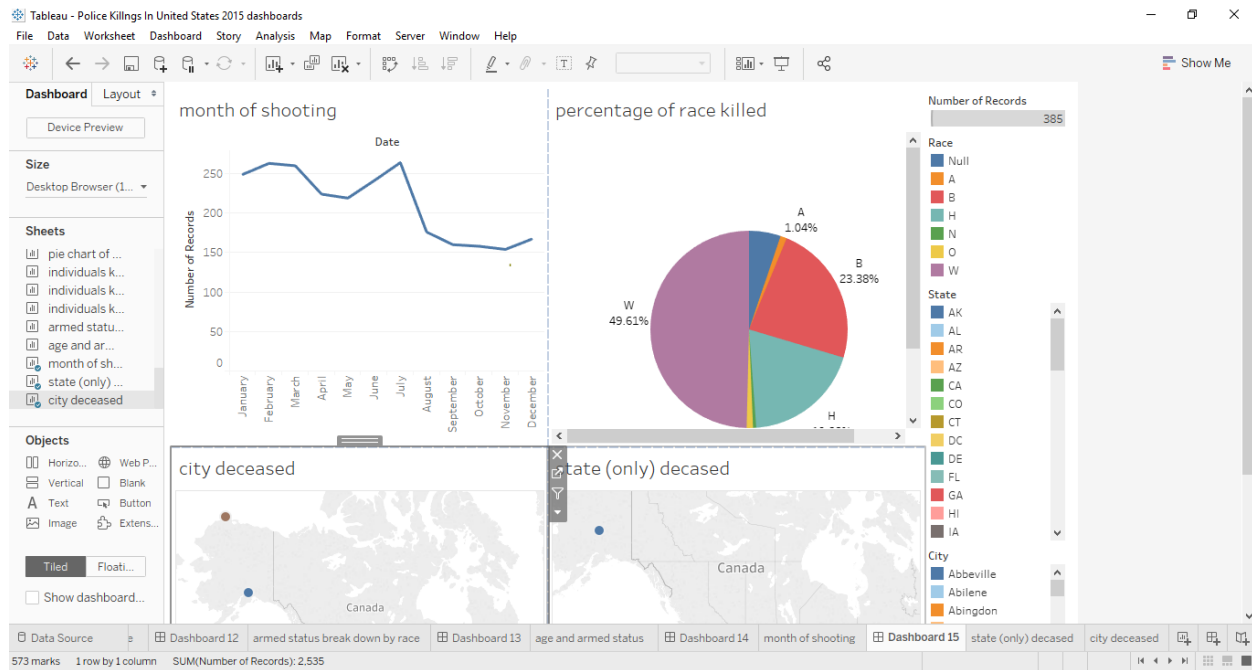 Tableau - Police Killngs In United States 2015 dashboards
File Data Worksheet Dashboard Story Analysis Map Format Server Window Help
Show Me
Dashboard Layout
Device Preview
Size
Desktop Browser (1...
Sheets
pie chart of ...
individuals k...
individuals k...
individuals k...
armed statu...
age and ar...
month of sh...
state (only) ...
city deceased
Objects
Horizo... Web P...
Vertical Blank
Text Button
Image Extens...
Tiled Floati...
Show dashboard...
month of shooting
Date
Number of Records
250
200
150
100
50
0
January
February
March
April
May
June
July
August
September
October
November
December
percentage of race killed
A
1.04%
B
23.38%
W
49.61%
H
Number of Records
385
Race
Null
A
B
H
N
O
W
State
AK
AL
AR
AZ
CA
CO
CT
DC
DE
FL
GA
HI
IA
City
Abbeville
Abilene
Abingdon
city deceased
Canada
state (only) decased
Canada
Data Source e Dashboard 12 armed status break down by race Dashboard 13 age and armed status Dashboard 14 month of shooting Dashboard 15 state (only) decased city deceased
573 marks 1 row by 1 column SUM(Number of Records): 2,535